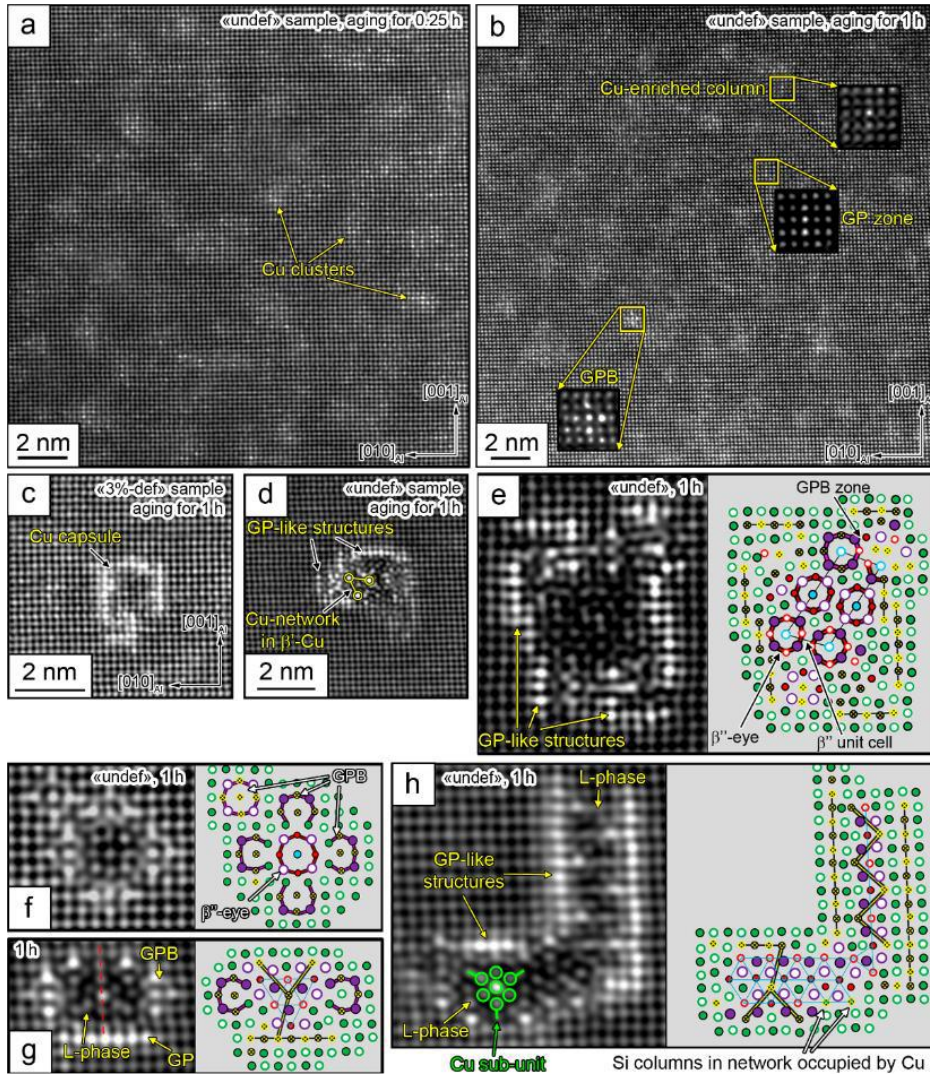 a
«undef» sample, aging for 0.25 h
Cu clusters
[001]Al
[010]Al
2 nm
b
«undef» sample, aging for 1 h
Cu-enriched column
GP zone
GPB
[001]Al
[010]Al
2 nm
c
«3%-def» sample
aging for 1h
Cu capsule
[001]Al
[010]Al
2 nm
d
«undef» sample
aging for 1h
GP-like structures
Cu-network
in β'-Cu
2 nm
e
«undef», 1 h
GP-like structures
GPB zone
β''-eye
β'' unit cell
f
«undef», 1 h
GPB
β''-eye
g
1 h
GPB
L-phase
GP
h
«undef», 1 h
L-phase
GP-like
structures
L-phase
Cu sub-unit
Si columns in network occupied by Cu